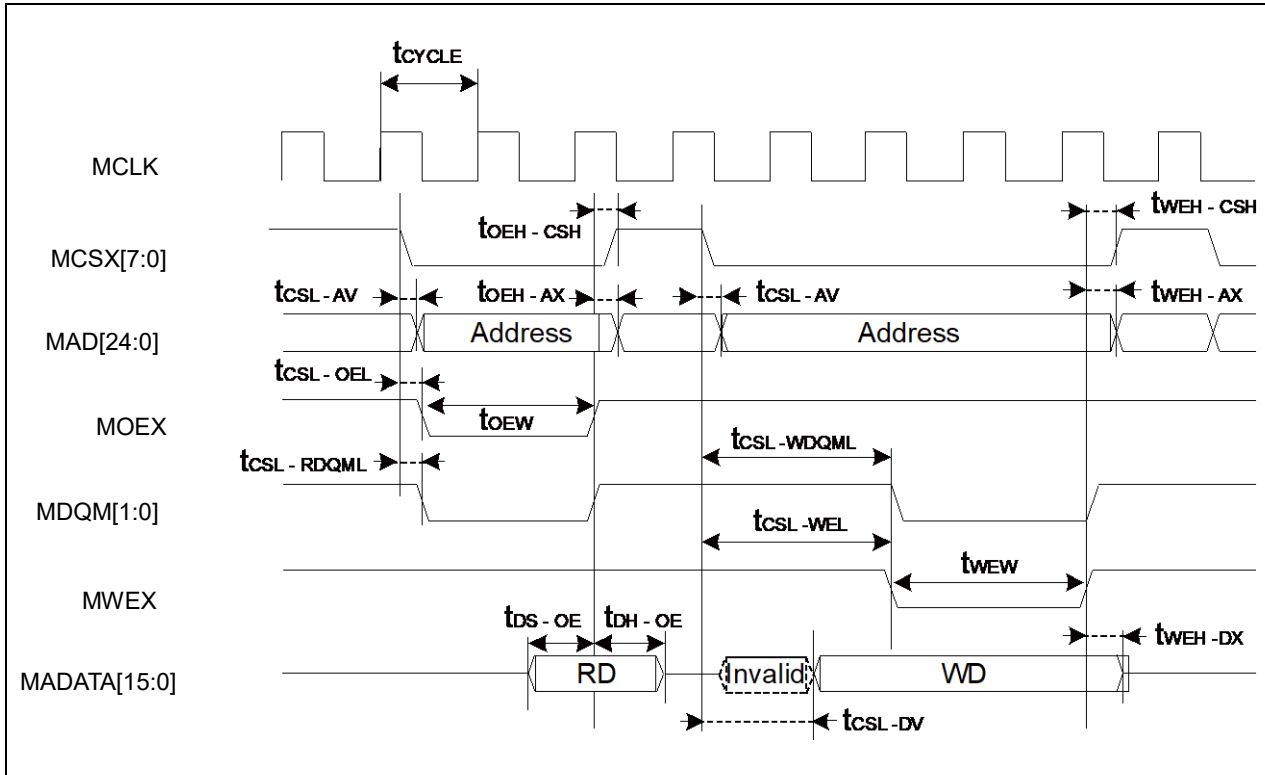 tCYCLE
MCLK
tOEH - CSH
tWEH - CSH
MCSX[7:0]
tCSL - AV
tOEH - AX
tCSL - AV
tWEH - AX
MAD[24:0]
Address
Address
tCSL - OEL
MOEX
tOEW
tCSL - RDQML
tCSL - WDQML
MDQM[1:0]
tCSL - WEL
tWEW
MWEX
tDS - OE
tDH - OE
tWEH - DX
MADATA[15:0]
RD
Invalid
WD
tCSL - DV